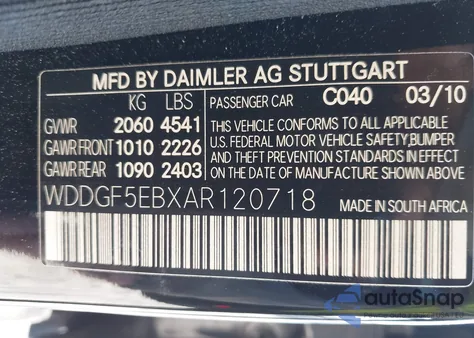 MFD BY DAIMLER AG STUTTGART
KG LBS PASSENGER CAR C040 03/10
GVWR 2060 4541 THIS VEHICLE CONFORMS TO ALL APPLICABLE
GAWR FRONT 1010 2226 U.S. FEDERAL MOTOR VEHICLE SAFETY,BUMPER
GAWR REAR 1090 2403 AND THEFT PREVENTION STANDARDS IN EFFECT
ON THE DATE OF MANUFACTURE SHOWN ABOVE.
WDDGF5EBXAR120718
MADE IN SOUTH AFRICA
autoSnap